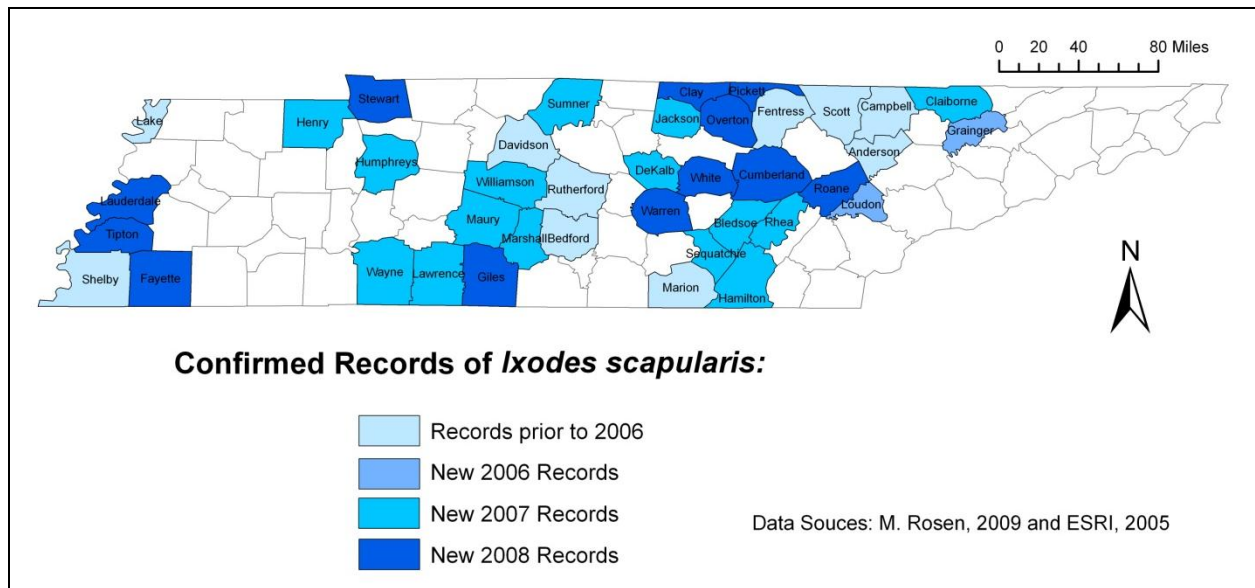 0 20 40 80 Miles
Stewart
Clay
Pickett
Lake
Henry
Sumner
Jackson
Overton
Fentress
Scott
Campbell
Claiborne
Grainger
Davidson
Anderson
Humphreys
DeKalb
White
Cumberland
Roane
Loudon
Williamson
Rutherford
Lauderdale
Warren
Maury
Bledsoe
Rhea
Tipton
Marshall
Bedford
Sequatchie
Shelby
Fayette
Wayne
Lawrence
Giles
Marion
Hamilton
N
Confirmed Records of Ixodes scapularis:
Records prior to 2006
New 2006 Records
New 2007 Records
New 2008 Records
Data Souces: M. Rosen, 2009 and ESRI, 2005